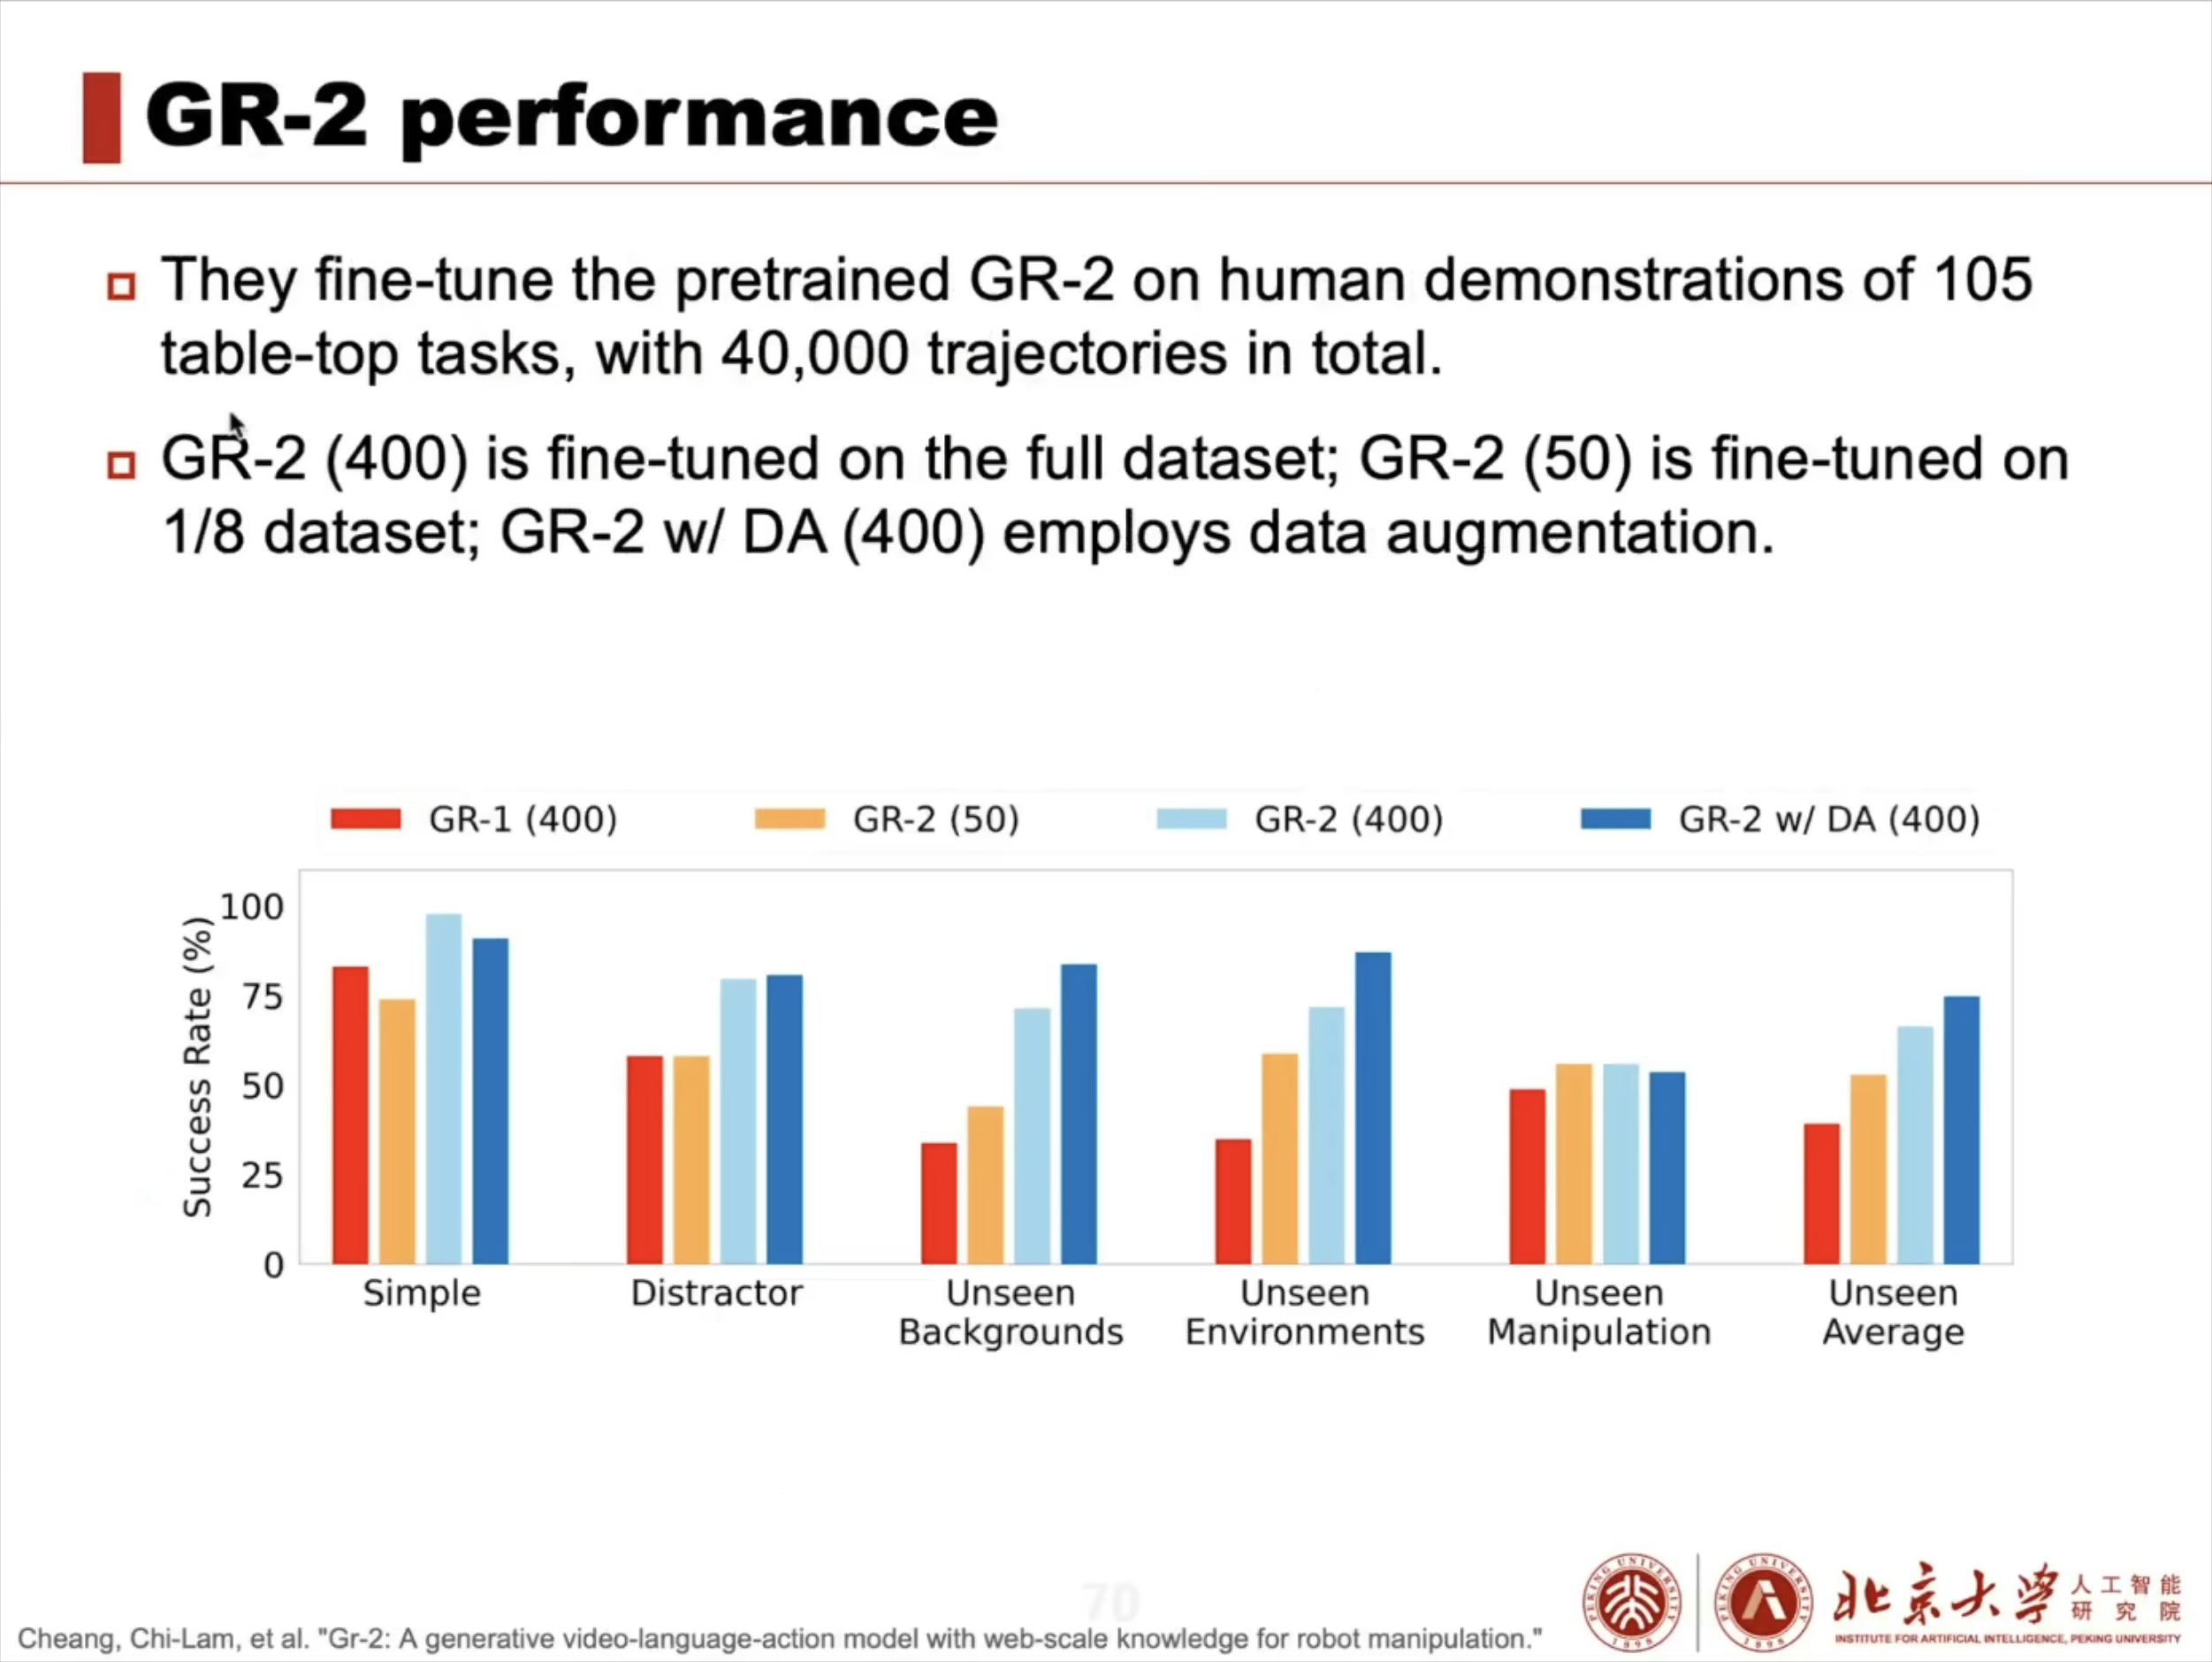 GR-2 performance
They fine-tune the pretrained GR-2 on human demonstrations of 105
table-top tasks, with 40,000 trajectories in total.
GR-2 (400) is fine-tuned on the full dataset; GR-2 (50) is fine-tuned on
1/8 dataset; GR-2 w/ DA (400) employs data augmentation.
GR-1 (400) GR-2 (50) GR-2 (400) GR-2 w/ DA (400)
Success Rate (%)
100
75
50
25
0
Simple Distractor Unseen Unseen Unseen Unseen
Backgrounds Environments Manipulation Average
70
Cheang, Chi-Lam, et al. "Gr-2: A generative video-language-action model with web-scale knowledge for robot manipulation."
PEKING UNIVERSITY
1898
PEKING UNIVERSITY
1898
北京大学
人工智能
研究院
INSTITUTE FOR ARTIFICIAL INTELLIGENCE, PEKING UNIVERSITY